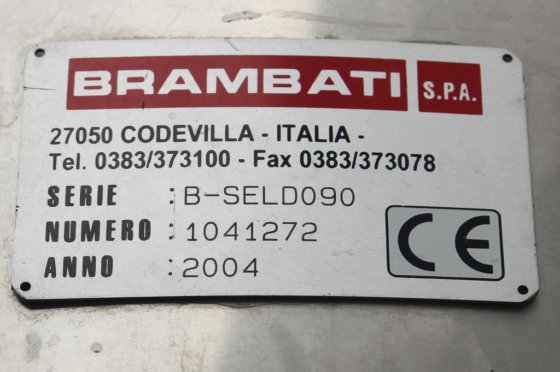 BRAMBATI S.P.A.
27050 CODEVILLA - ITALIA -
Tel. 0383/373100 - Fax 0383/373078
SERIE : B-SELD090
NUMERO : 1041272
ANNO : 2004
CE